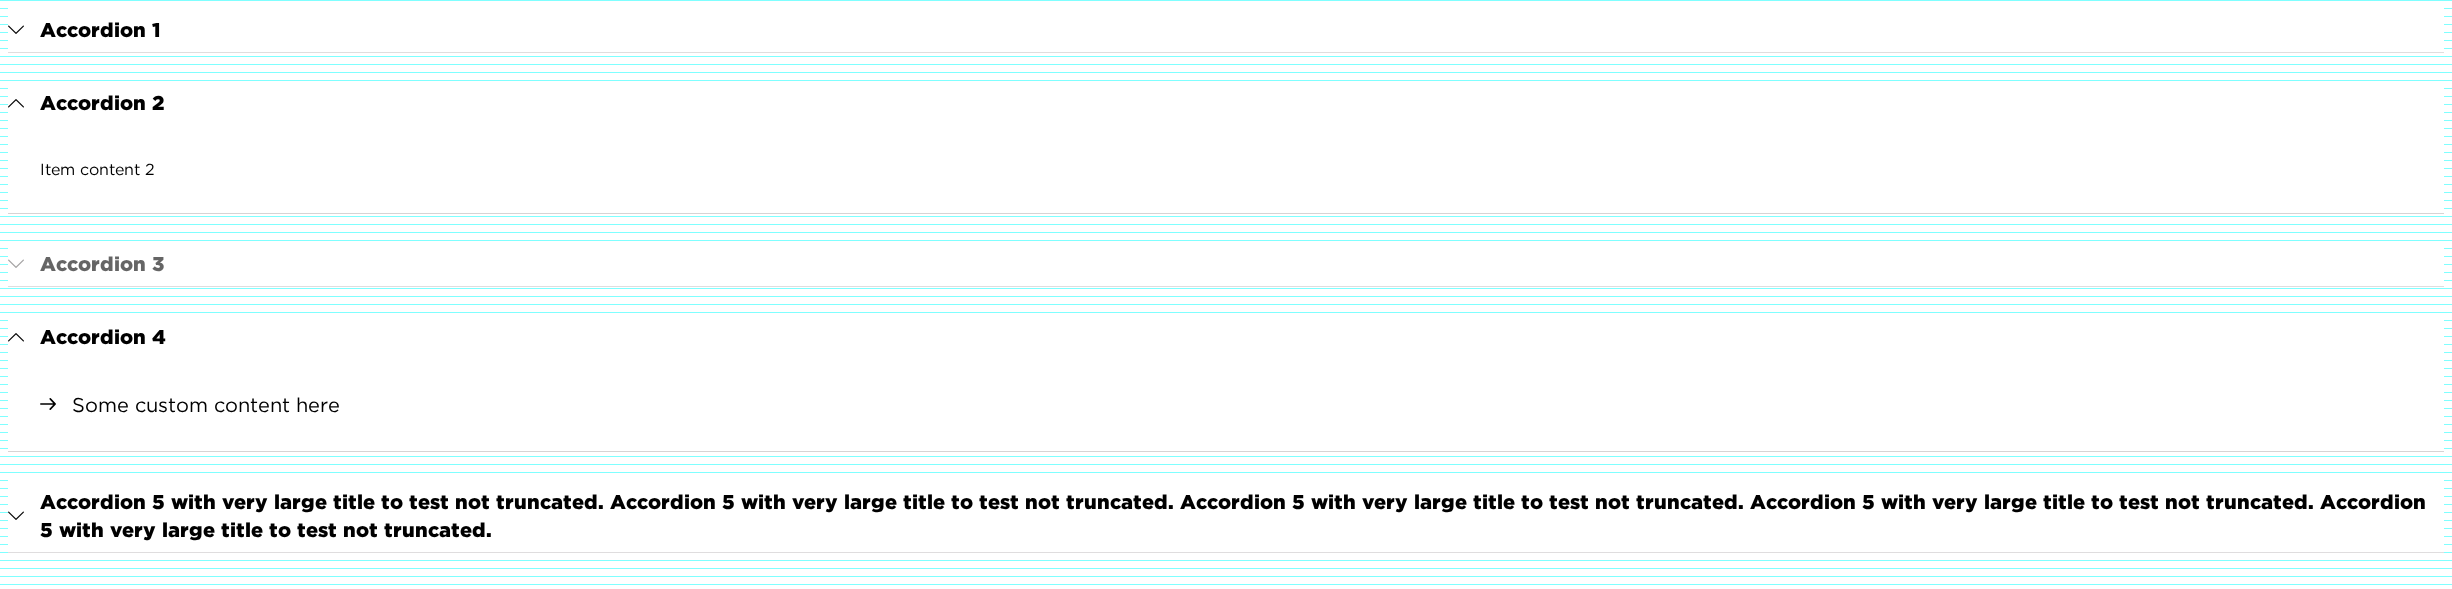 Accordion 1
Accordion 2
Item content 2
Accordion 3
Accordion 4
Some custom content here
Accordion 5 with very large title to test not truncated. Accordion 5 with very large title to test not truncated. Accordion 5 with very large title to test not truncated. Accordion 5 with very large title to test not truncated. Accordion
5 with very large title to test not truncated.